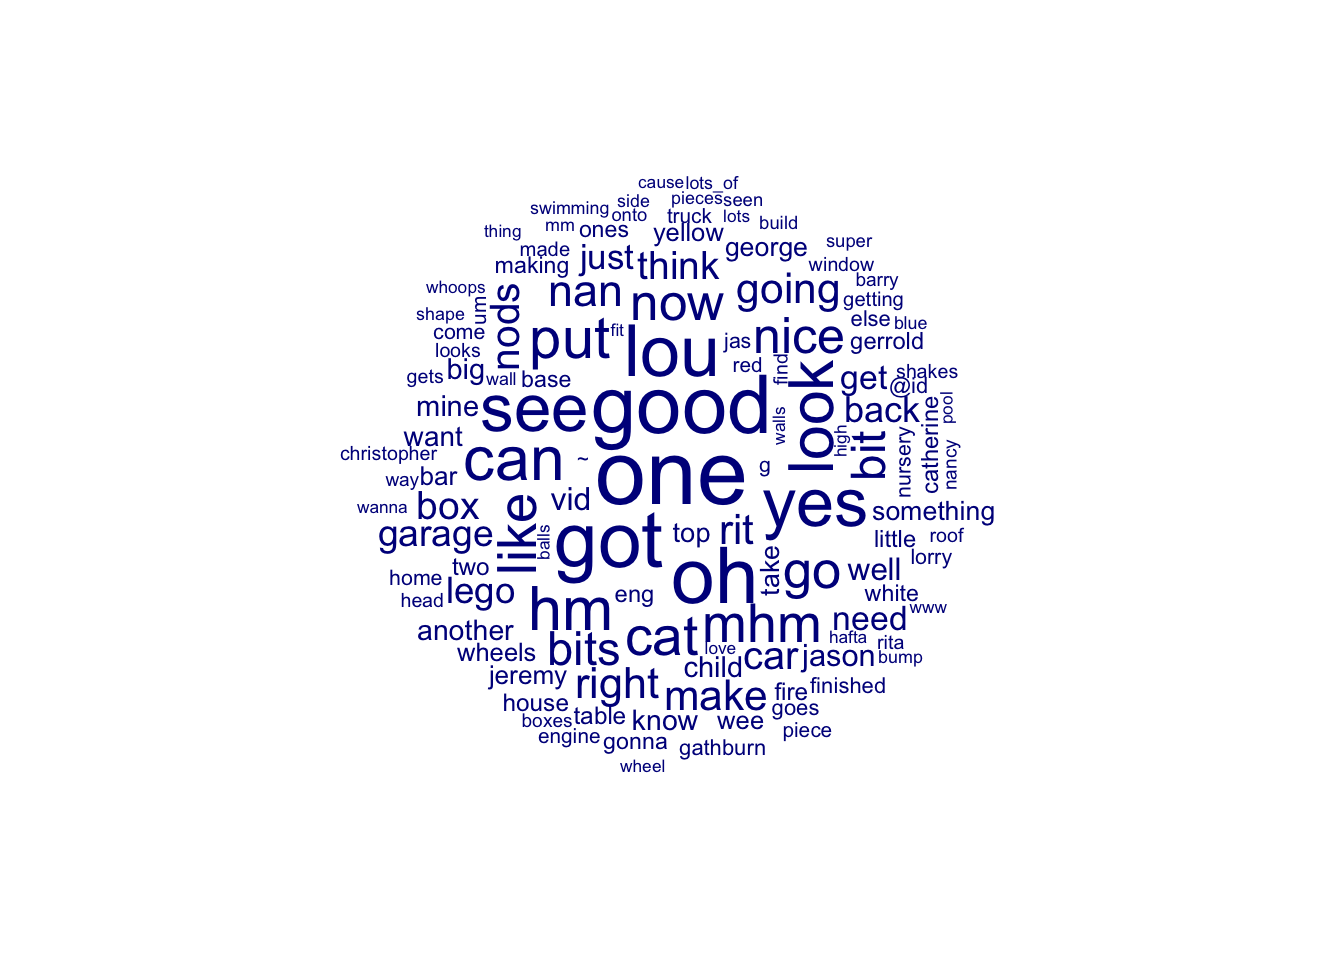 cause lots_of
side pieces seen
swimming onto truck lots build
thing mm ones yellow
made just think george super
making window
whoops um nods nan now going barry
getting
shape put fit lou jas nice else blue
come gerrold
looks
gets big wall base red find look get shakes
@id
mine see good walls back catherine pool
want high bit nursery nancy
christopher can ~ one g
way bar
wanna box like vid yes something
garage balls got top rit little roof
two oh take go well lorry
home lego eng white
head hm www
another bits cat mhm need
wheels love hafta rita
child car jason bump
jeremy right make fire finished
house goes
boxes table know wee piece
engine gonna gathburn
wheel